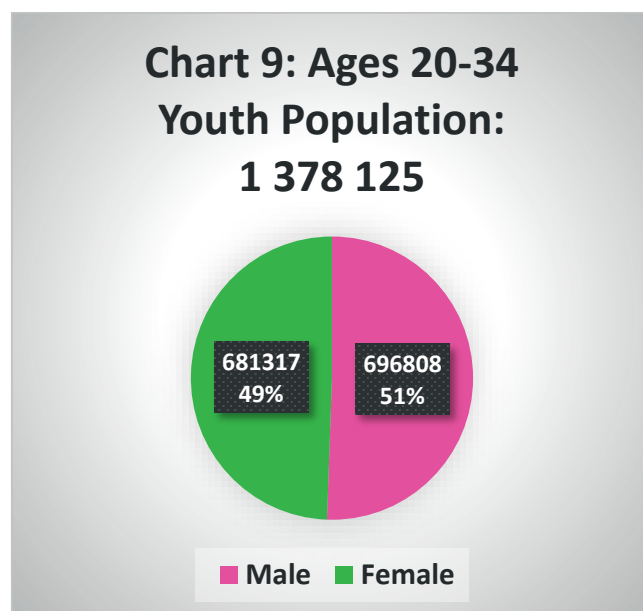 Chart 9: Ages 20-34
Youth Population:
1 378 125
681317
49%
696808
51%
Male Female